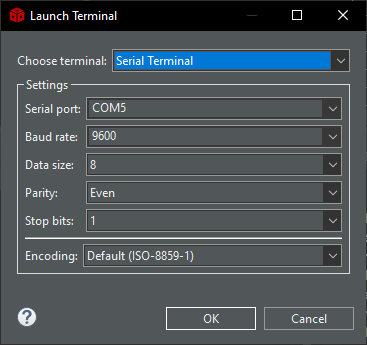 Launch Terminal
Choose terminal: Serial Terminal
Settings
Serial port: COM5
Baud rate: 9600
Data size: 8
Parity: Even
Stop bits: 1
Encoding: Default (ISO-8859-1)
? OK Cancel